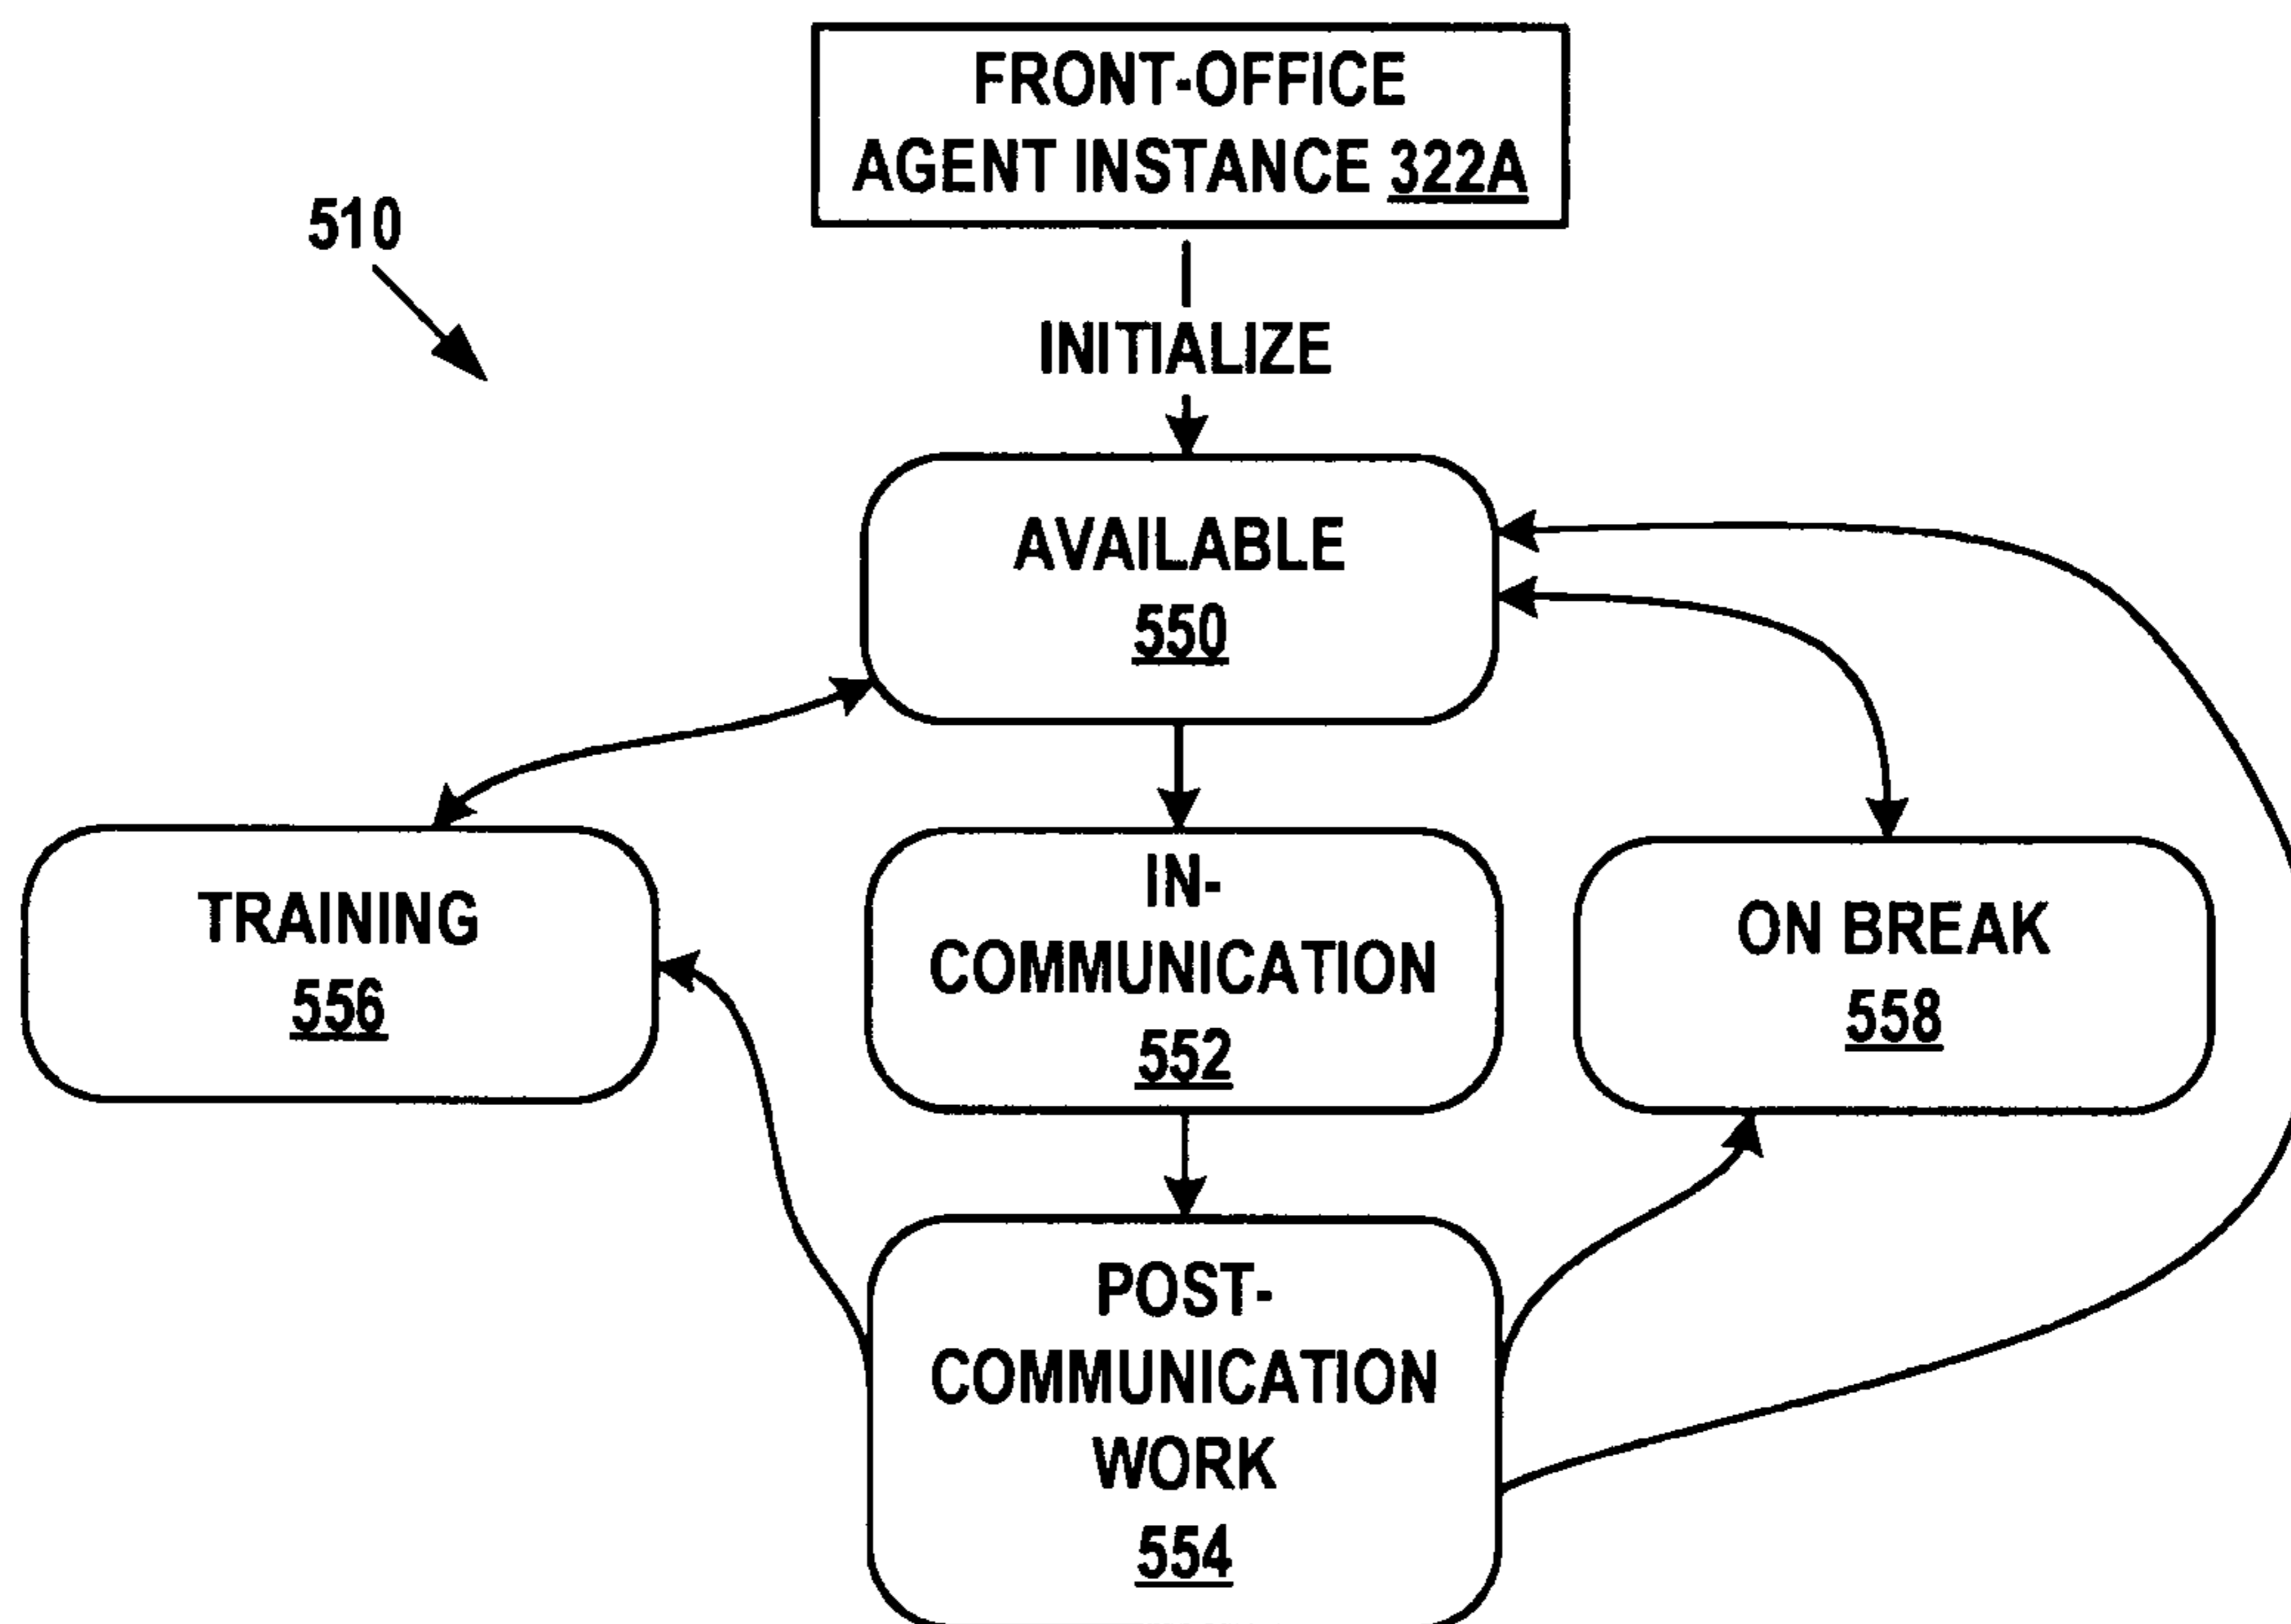 FRONT-OFFICE
AGENT INSTANCE 322A
510
INITIALIZE
AVAILABLE
550
TRAINING
556
IN-
COMMUNICATION
552
ON BREAK
558
POST-
COMMUNICATION
WORK
554